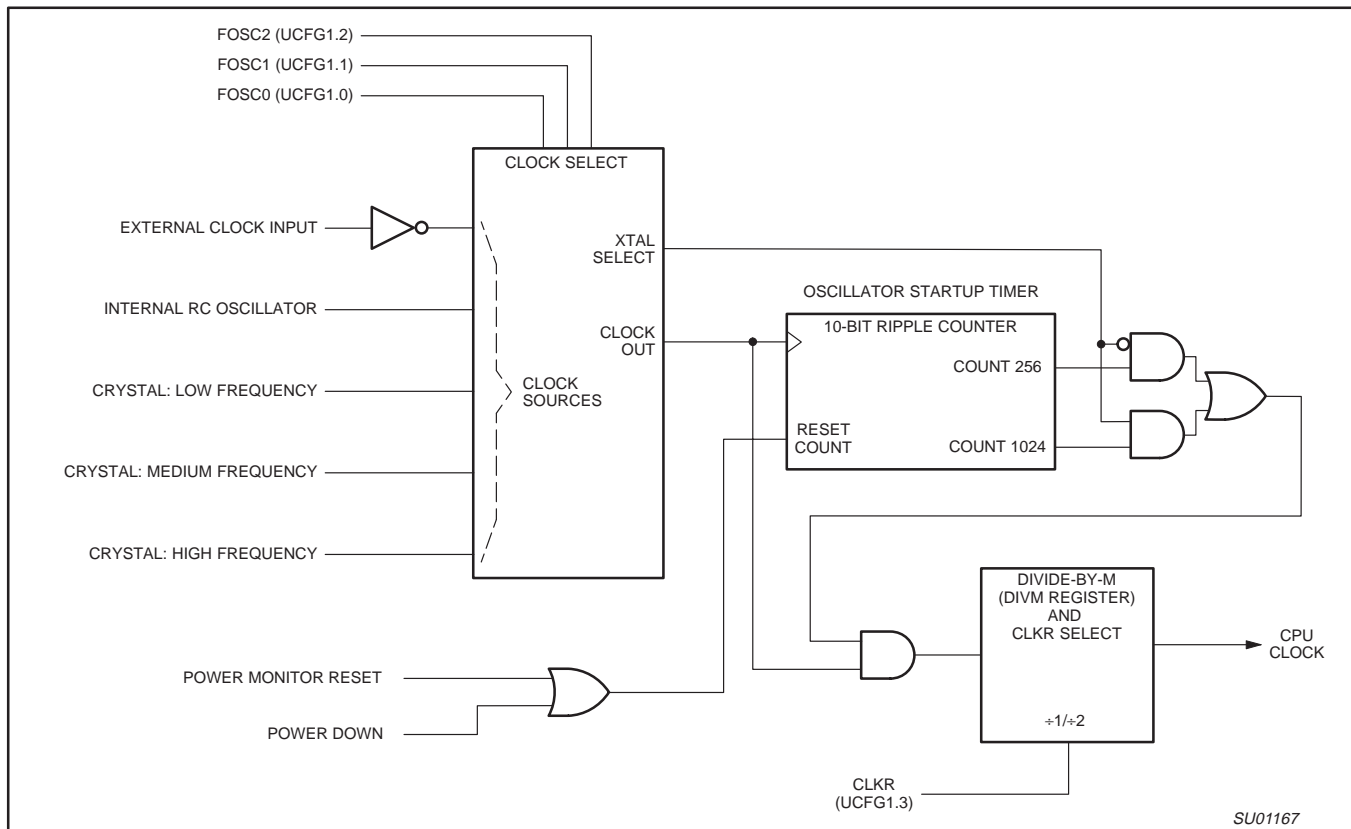 FOSC2 (UCFG1.2)
FOSC1 (UCFG1.1)
FOSC0 (UCFG1.0)
CLOCK SELECT
EXTERNAL CLOCK INPUT
XTAL
SELECT
INTERNAL RC OSCILLATOR
OSCILLATOR STARTUP TIMER
10-BIT RIPPLE COUNTER
CLOCK
OUT
COUNT 256
CRYSTAL: LOW FREQUENCY
CLOCK
SOURCES
RESET
COUNT
COUNT 1024
CRYSTAL: MEDIUM FREQUENCY
CRYSTAL: HIGH FREQUENCY
DIVIDE-BY-M
(DIVM REGISTER)
AND
CLKR SELECT
CPU
CLOCK
POWER MONITOR RESET
POWER DOWN
÷1/÷2
CLKR
(UCFG1.3)
SU01167